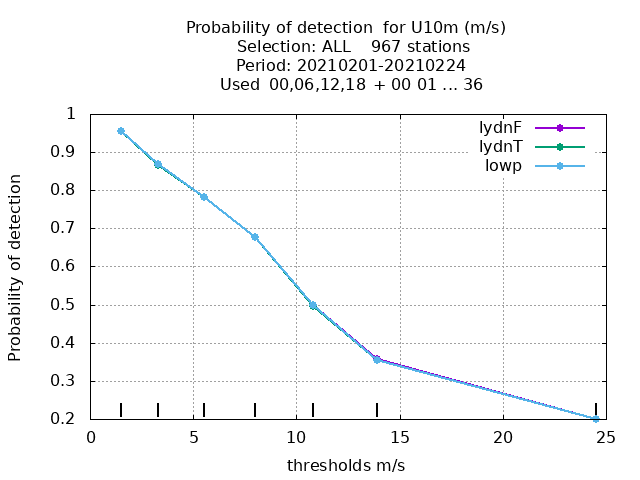 Probability of detection  for U10m (m/s)
Selection: ALL    967 stations
Period: 20210201-20210224
Used  00,06,12,18  + 00 01 ... 36
Probability of detection
1
0.9
0.8
0.7
0.6
0.5
0.4
0.3
0.2
lydnF
lydnT
lowp
0 5 10 15 20 25
thresholds m/s